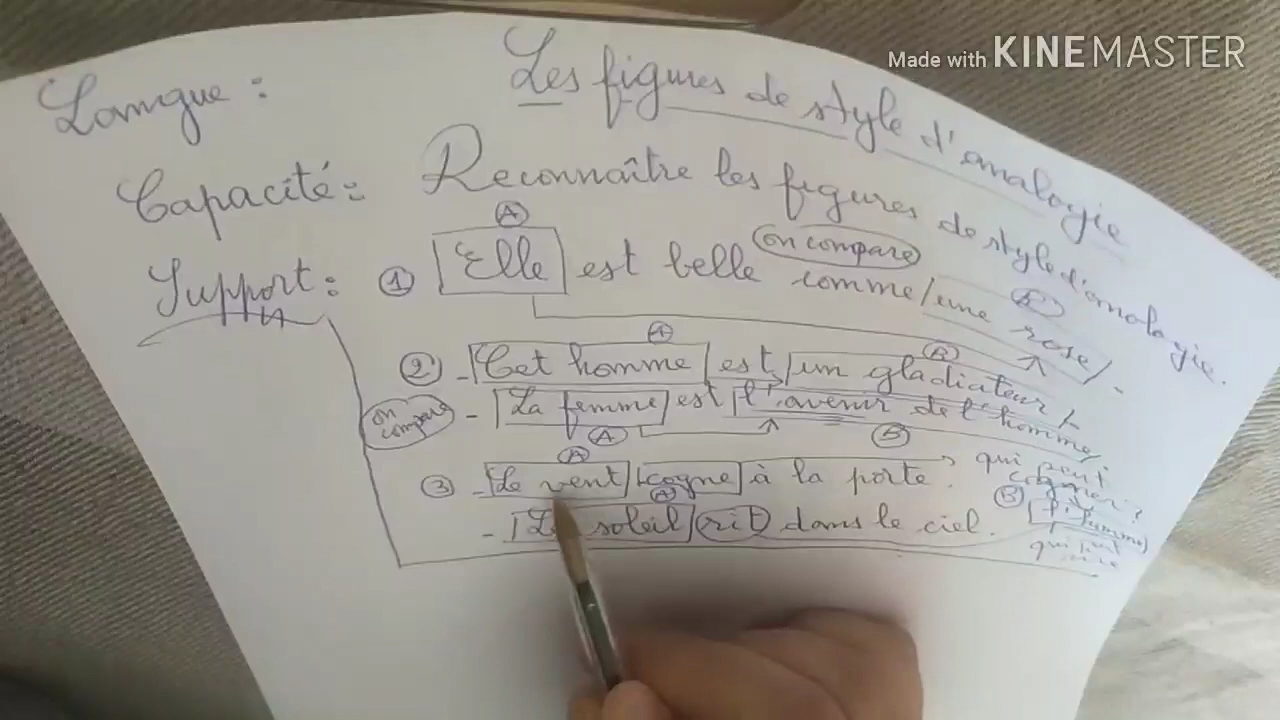 Made with KINEMASTER
Langue :
Les figures de style d'analogie
Capacité : Reconnaître les figures de style d'analogie.
A
on compare
Support : 1 Elle est belle comme / une rose / .
B
A B
2 - Cet homme est un gladiateur / .
on compare
- La femme est l'avenir de l'homme
A B
A
3 - Le vent cogne à la porte . qui peut cogner ?
A
B l'homme
- Le soleil rit dans le ciel .
qui peut rire